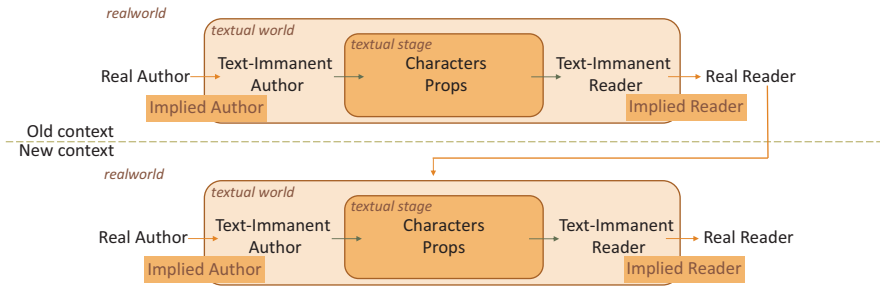 realworld
textual world
textual stage
Real Author
Text-Immanent
Author
Characters
Props
Text-Immanent
Reader
Real Reader
Implied Author
Implied Reader
Old context
New context
realworld
textual world
textual stage
Real Author
Text-Immanent
Author
Characters
Props
Text-Immanent
Reader
Real Reader
Implied Author
Implied Reader